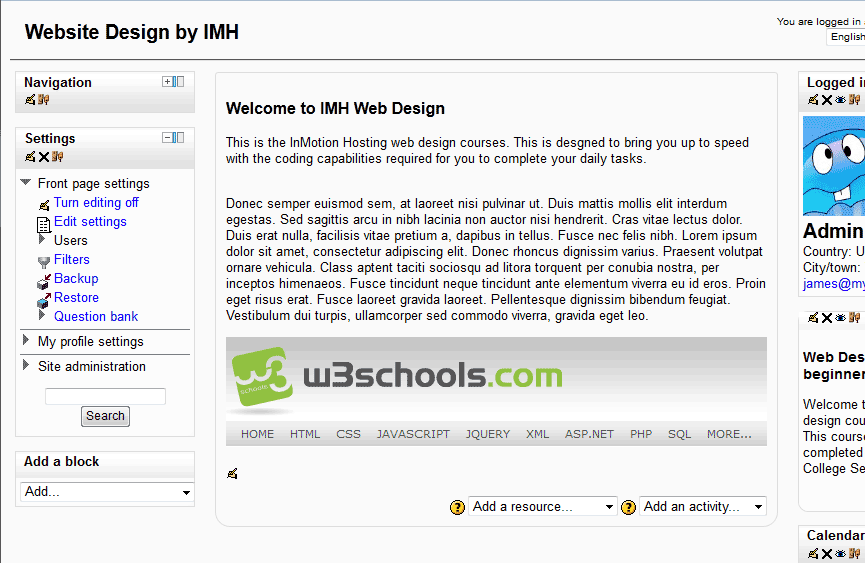 Website Design by IMH
You are logged in
English
Navigation
Settings
Front page settings
Turn editing off
Edit settings
Users
Filters
Backup
Restore
Question bank
My profile settings
Site administration
Search
Add a block
Add...
Welcome to IMH Web Design
This is the InMotion Hosting web design courses. This is desgned to bring you up to speed
with the coding capabilities required for you to complete your daily tasks.
Donec semper euismod sem, at laoreet nisi pulvinar ut. Duis mattis mollis elit interdum
egestas. Sed sagittis arcu in nibh lacinia non auctor nisi hendrerit. Cras vitae lectus dolor.
Duis erat nulla, facilisis vitae pretium a, dapibus in tellus. Fusce nec felis nibh. Lorem ipsum
dolor sit amet, consectetur adipiscing elit. Donec rhoncus dignissim varius. Praesent volutpat
ornare vehicula. Class aptent taciti sociosqu ad litora torquent per conubia nostra, per
inceptos himenaeos. Fusce tincidunt neque tincidunt ante elementum viverra eu id eros. Proin
eget risus erat. Fusce laoreet gravida laoreet. Pellentesque dignissim bibendum feugiat.
Vestibulum dui turpis, ullamcorper sed commodo viverra, gravida eget leo.
w3 w3schools.com
schools
HOME HTML CSS JAVASCRIPT JQUERY XML ASP.NET PHP SQL MORE...
Add a resource... Add an activity...
Logged i
Admin
Country: U
City/town:
james@my
Web Des
beginner
Welcome t
design cou
This cours
completed
College Se
Calendar